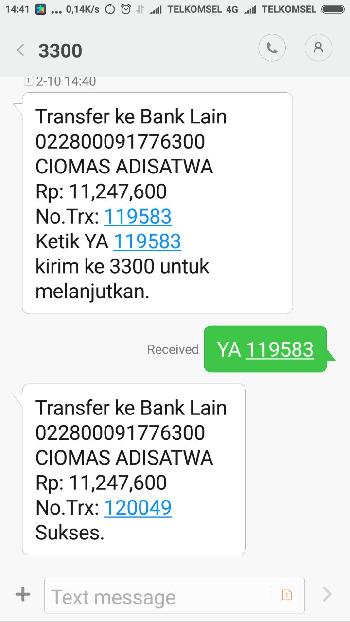 14:41 ... 0,14K/s TELKOMSEL 4G TELKOMSEL
3300
2-10 14:40
Transfer ke Bank Lain
022800091776300
CIOMAS ADISATWA
Rp: 11,247,600
No.Trx: 119583
Ketik YA 119583
kirim ke 3300 untuk
melanjutkan.
Received YA 119583
Transfer ke Bank Lain
022800091776300
CIOMAS ADISATWA
Rp: 11,247,600
No.Trx: 120049
Sukses.
Text message